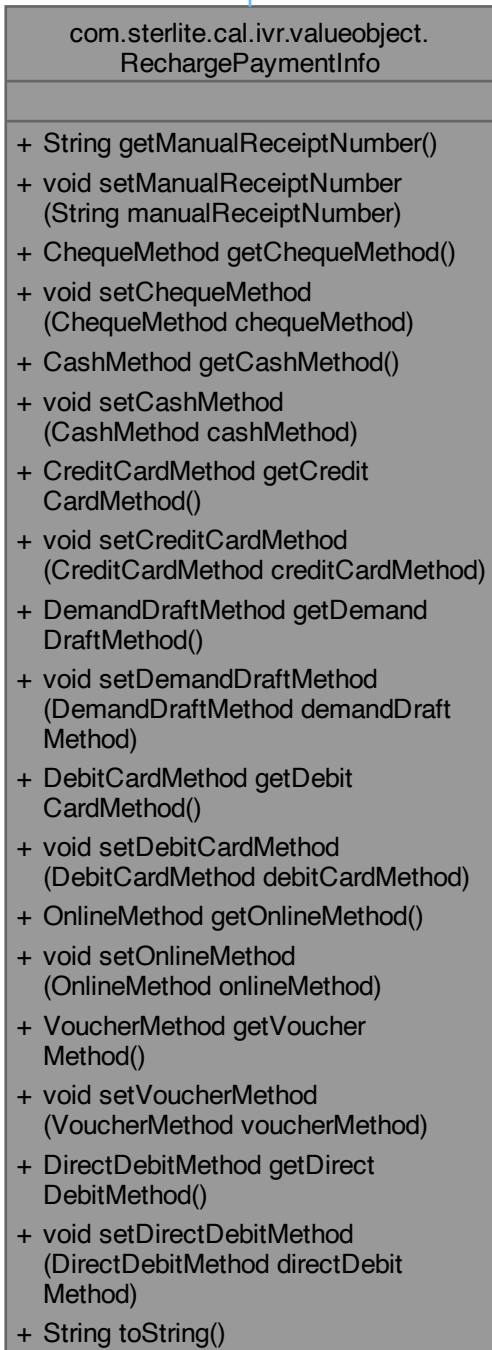 com.sterlite.cal.ivr.valueobject.
RechargePaymentInfo
+ String getManualReceiptNumber()
+ void setManualReceiptNumber
(String manualReceiptNumber)
+ ChequeMethod getChequeMethod()
+ void setChequeMethod
(ChequeMethod chequeMethod)
+ CashMethod getCashMethod()
+ void setCashMethod
(CashMethod cashMethod)
+ CreditCardMethod getCredit
CardMethod()
+ void setCreditCardMethod
(CreditCardMethod creditCardMethod)
+ DemandDraftMethod getDemand
DraftMethod()
+ void setDemandDraftMethod
(DemandDraftMethod demandDraft
Method)
+ DebitCardMethod getDebit
CardMethod()
+ void setDebitCardMethod
(DebitCardMethod debitCardMethod)
+ OnlineMethod getOnlineMethod()
+ void setOnlineMethod
(OnlineMethod onlineMethod)
+ VoucherMethod getVoucher
Method()
+ void setVoucherMethod
(VoucherMethod voucherMethod)
+ DirectDebitMethod getDirect
DebitMethod()
+ void setDirectDebitMethod
(DirectDebitMethod directDebit
Method)
+ String toString()